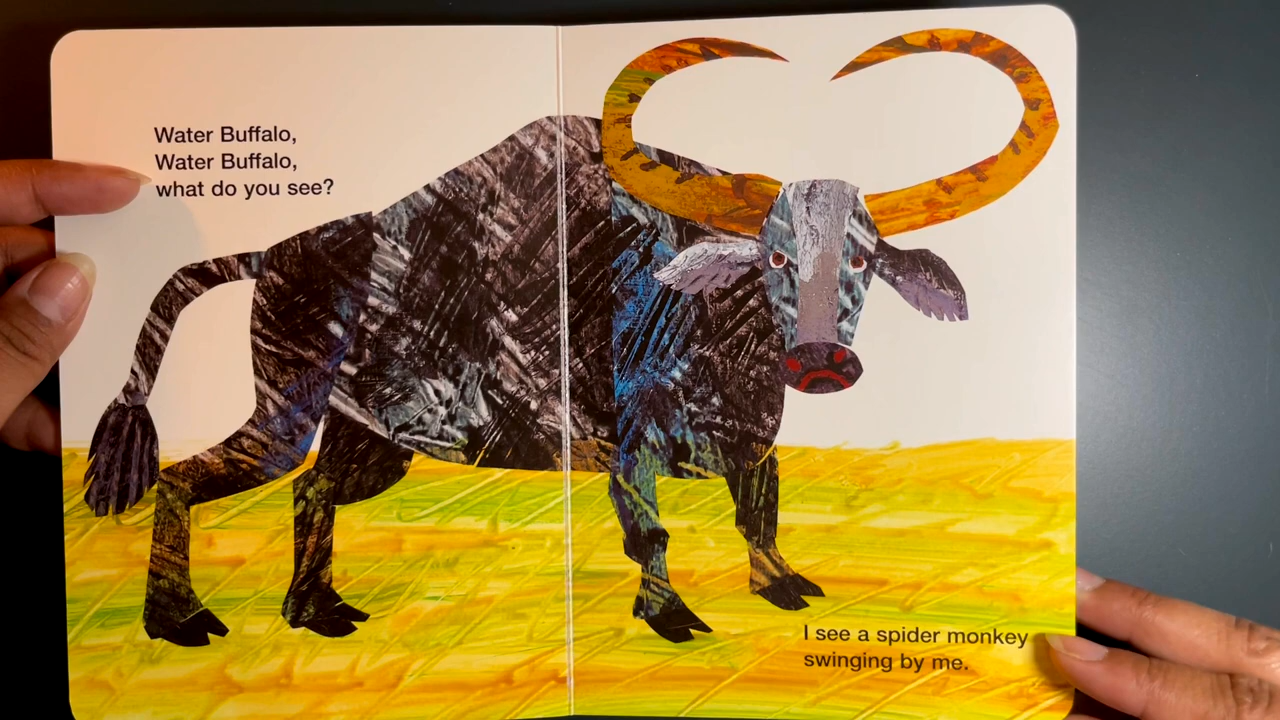 Water Buffalo,
Water Buffalo,
what do you see?
I see a spider monkey
swinging by me.